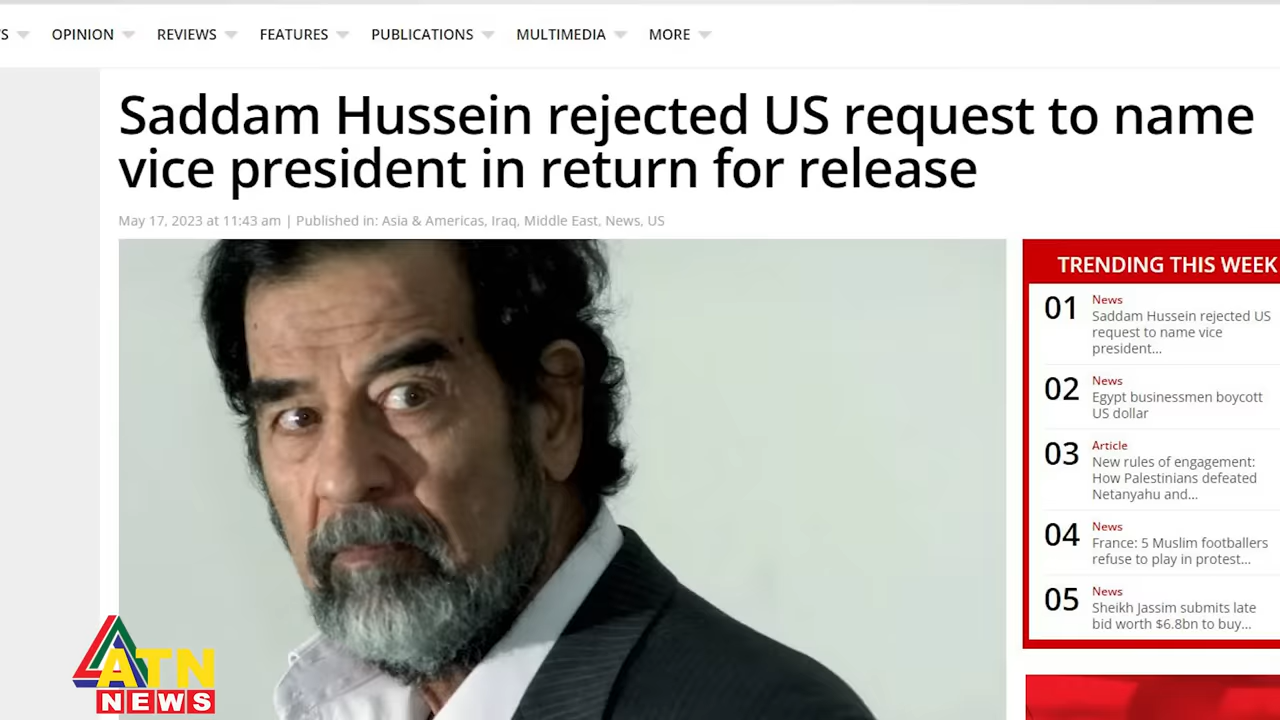 S OPINION REVIEWS FEATURES PUBLICATIONS MULTIMEDIA MORE
Saddam Hussein rejected US request to name
vice president in return for release
May 17, 2023 at 11:43 am | Published in: Asia & Americas, Iraq, Middle East, News, US
TRENDING THIS WEEK
01 News
Saddam Hussein rejected US
request to name vice
president...
02 News
Egypt businessmen boycott
US dollar
03 Article
New rules of engagement:
How Palestinians defeated
Netanyahu and...
04 News
France: 5 Muslim footballers
refuse to play in protest...
05 News
Sheikh Jassim submits late
bid worth $6.8bn to buy...
ATN
NEWS